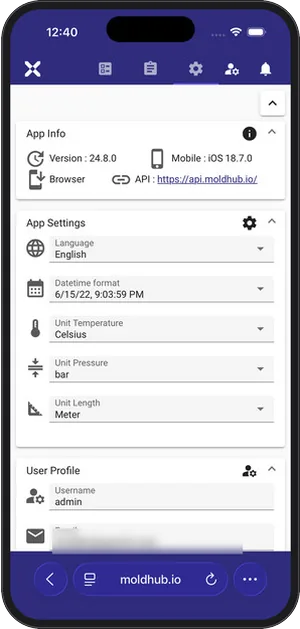 12:40
App Info
Version : 24.8.0
Mobile : iOS 18.7.0
Browser
API : https://api.moldhub.io/
App Settings
Language
English
Datetime format
6/15/22, 9:03:59 PM
Unit Temperature
Celsius
Unit Pressure
bar
Unit Length
Meter
User Profile
Username
admin
moldhub.io